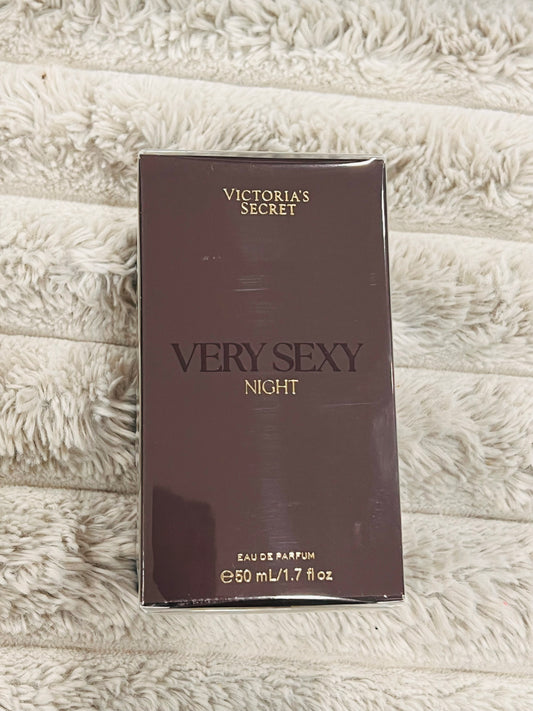 VICTORIA'S
SECRET
VERY SEXY
NIGHT
EAU DE PARFUM
℮50 mL/1.7 fl oz